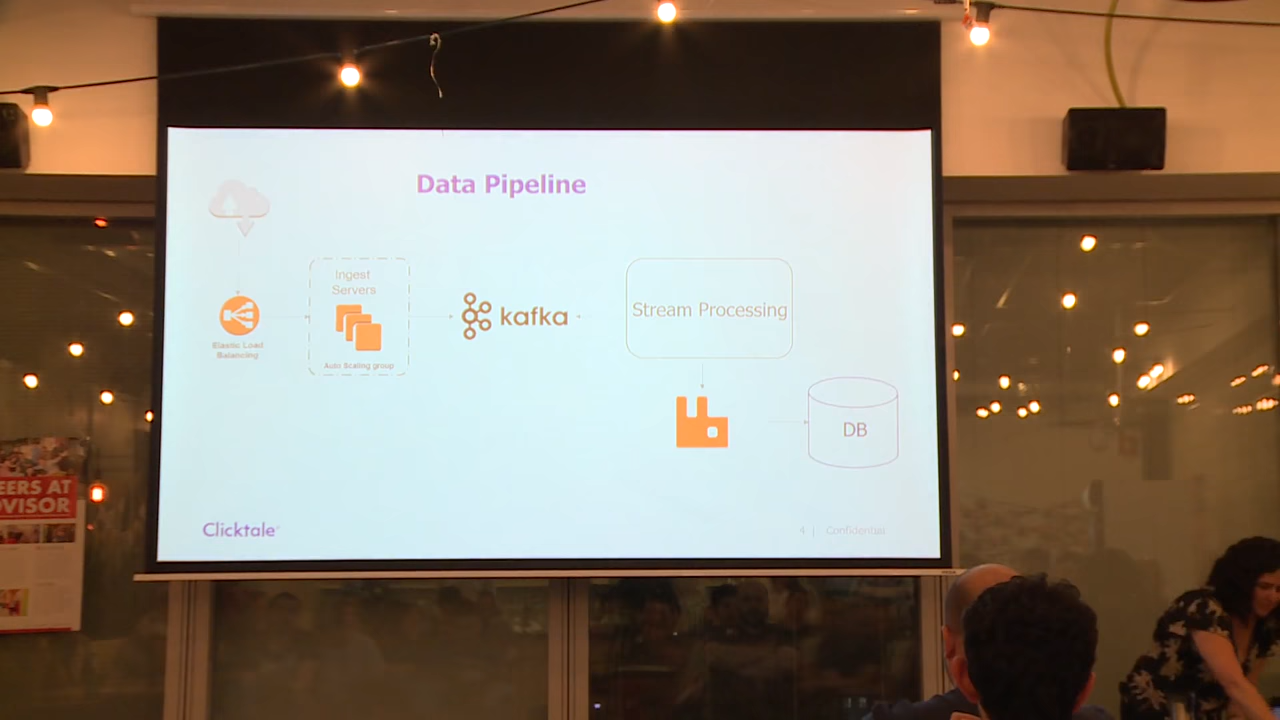 Data Pipeline
Ingest
Servers
Auto Scaling group
Elastic Load
Balancing
kafka
Stream Processing
DB
Clicktale
4 | Confidential
EERS AT
VISOR